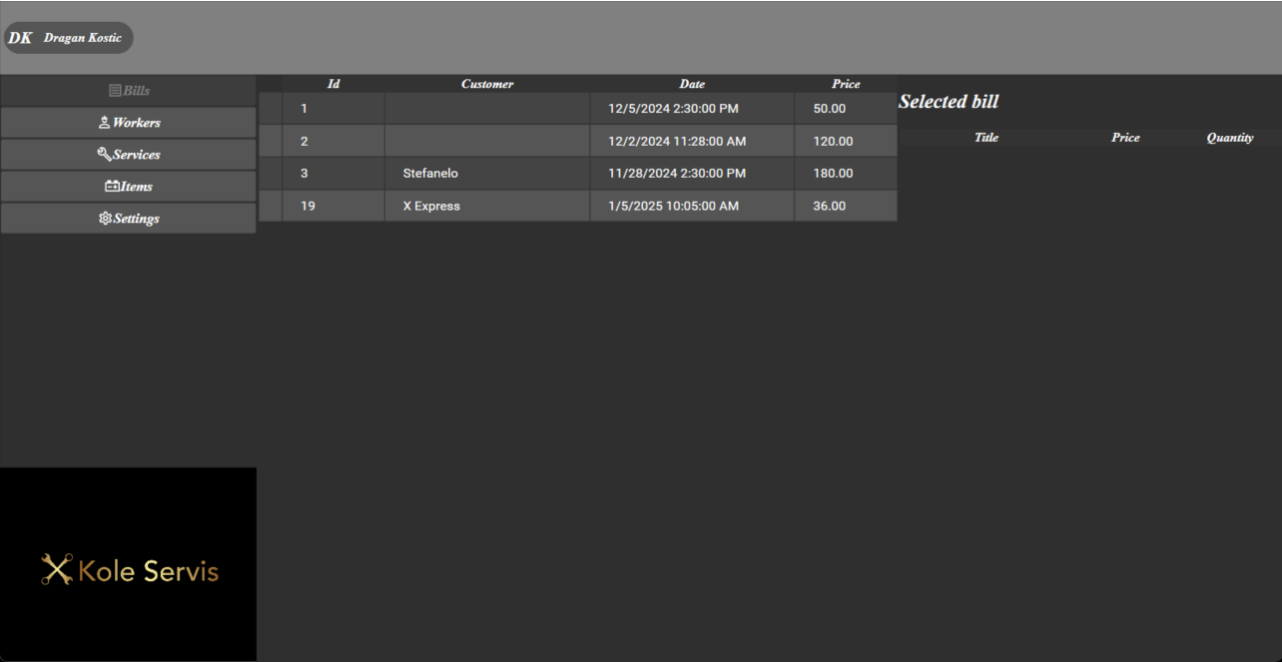 DK Dragan Kostic
Bills
Workers
Services
Items
Settings
Kole Servis
Id Customer Date Price
1 12/5/2024 2:30:00 PM 50.00
2 12/2/2024 11:28:00 AM 120.00
3 Stefanelo 11/28/2024 2:30:00 PM 180.00
19 X Express 1/5/2025 10:05:00 AM 36.00
Selected bill
Title Price Quantity